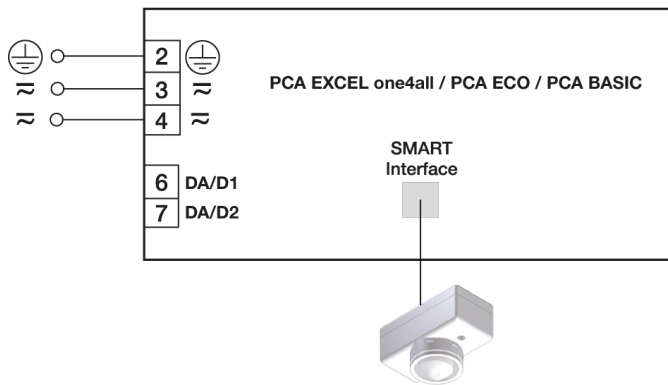 2
PCA EXCEL one4all / PCA ECO / PCA BASIC
3
4
SMART
Interface
6 DA/D1
7 DA/D2